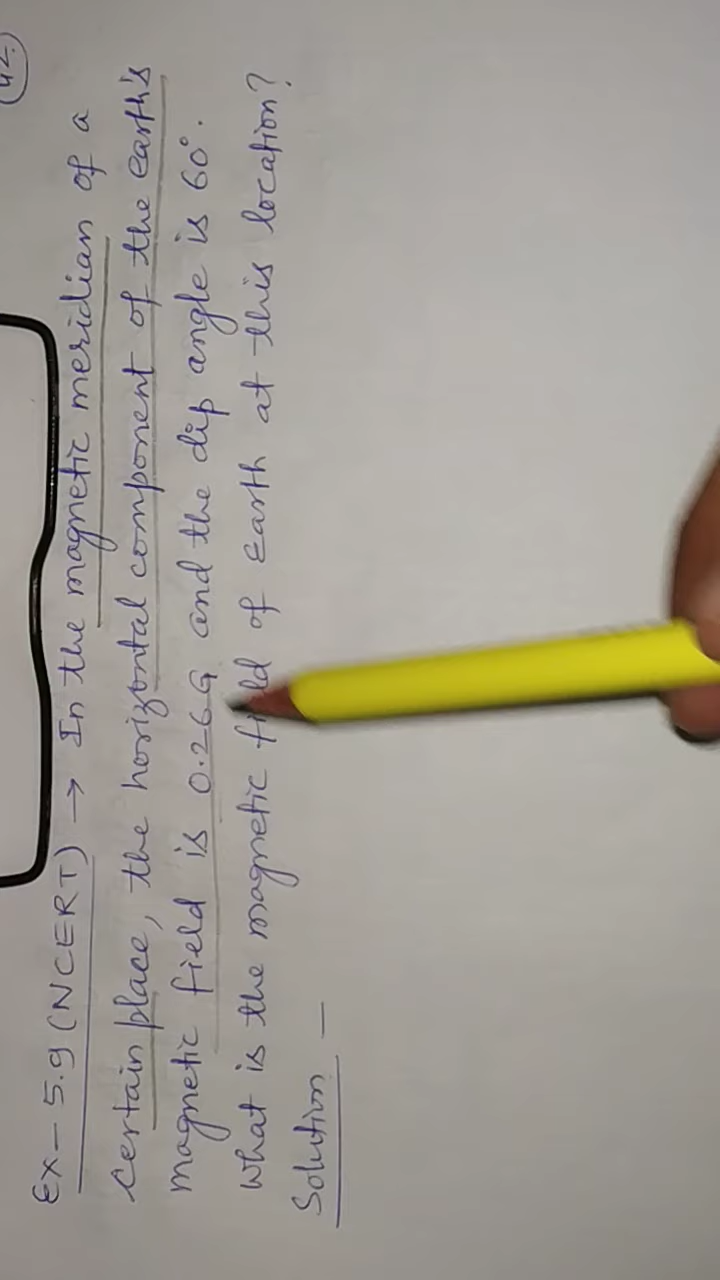 42
Ex- 5.9 (NCERT) → In the magnetic meridian of a
certain place, the horizontal component of the earth's
magnetic field is 0.26G and the dip angle is 60°.
What is the magnetic field of Earth at this location?
Solution -